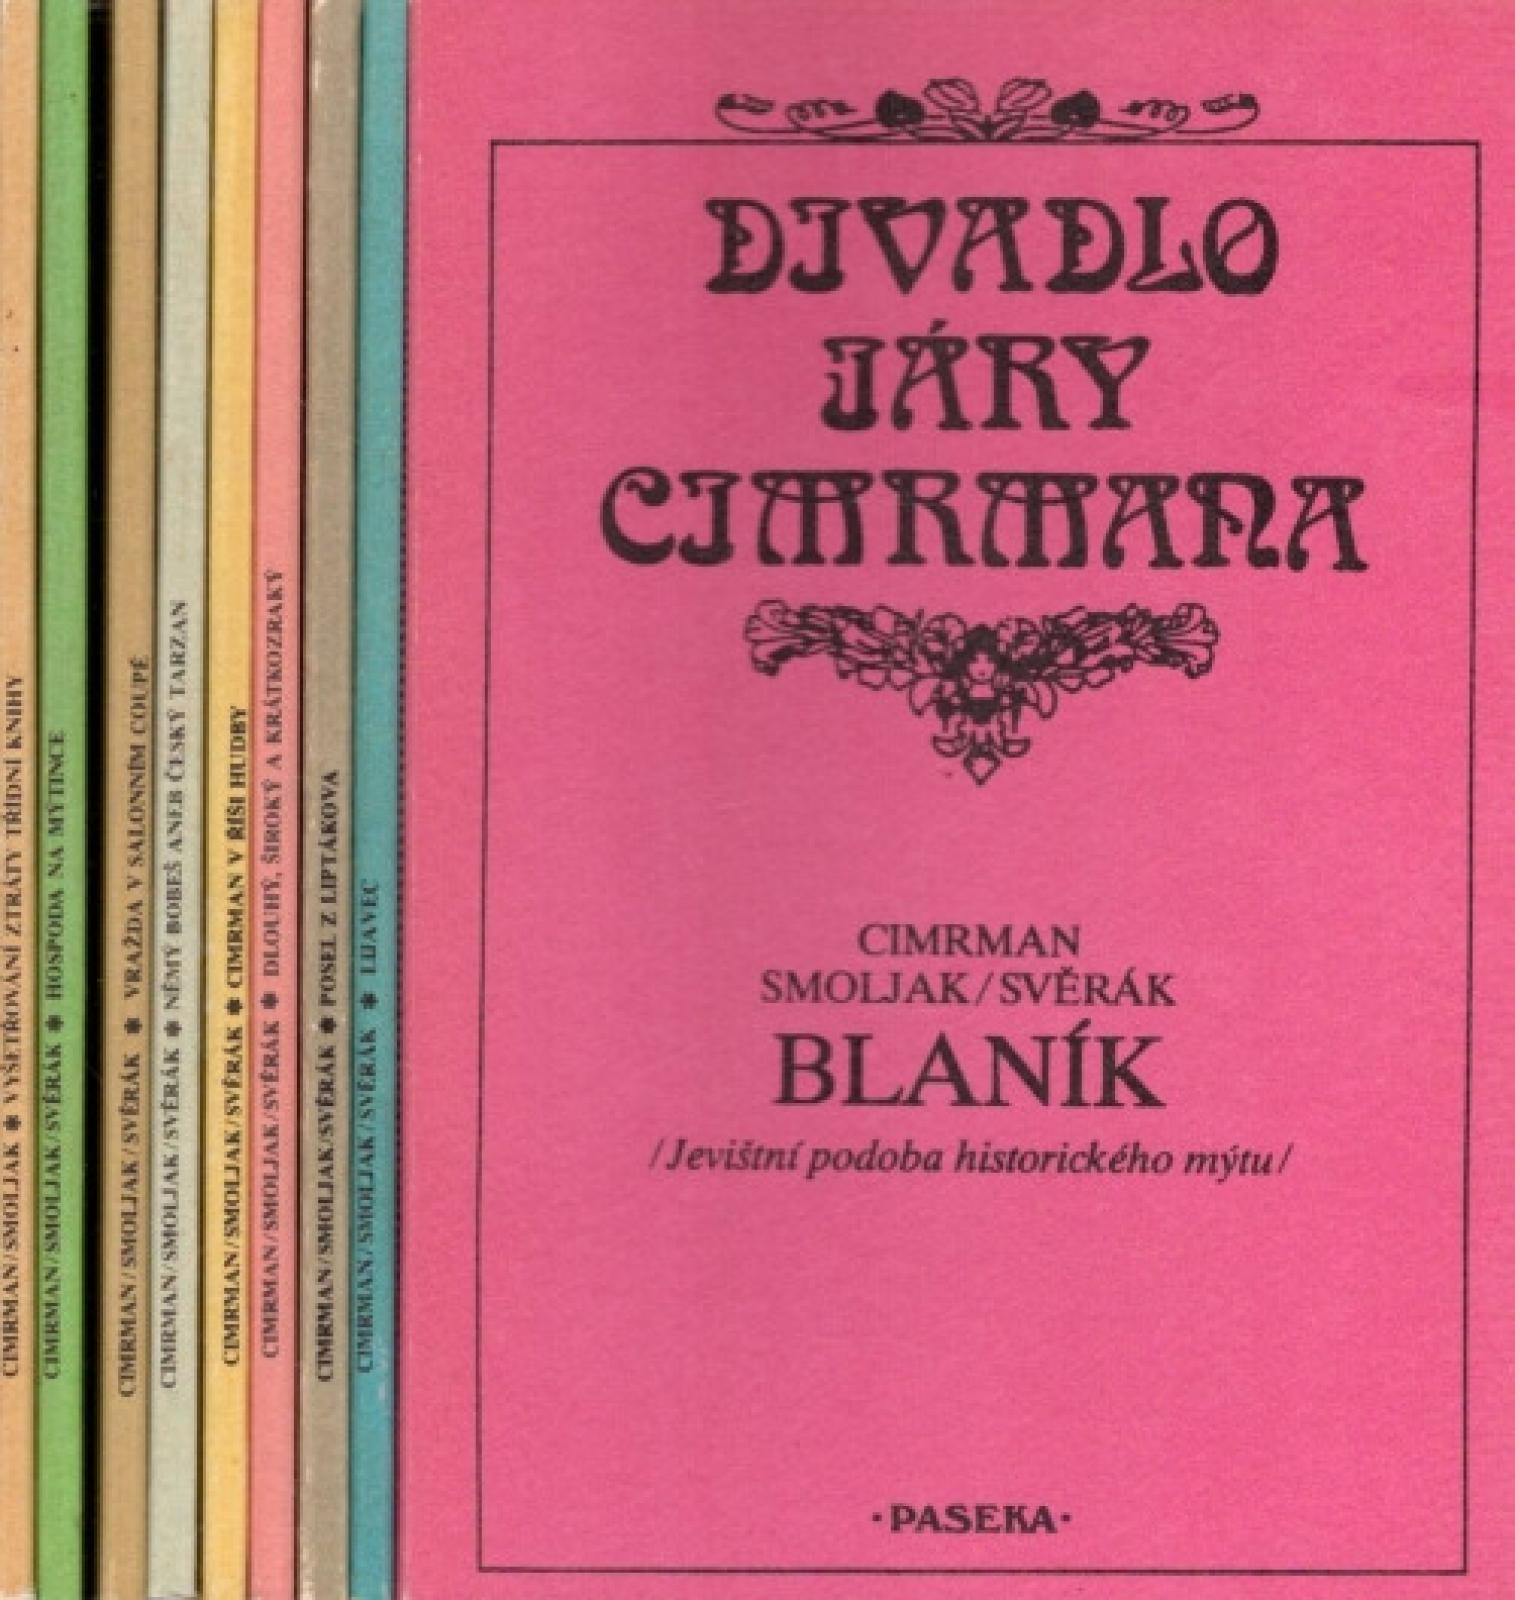 CIMRMAN/SMOLJAK * VYŠETŘOVÁNÍ ZTRÁTY TŘÍDNÍ KNIHY
CIMRMAN/SMOLJAK/SVĚRÁK * HOSPODA NA MÝTINCE
CIMRMAN/SMOLJAK/SVĚRÁK * VRAŽDA V SALONNÍM COUPÉ
CIMRMAN/SMOLJAK/SVĚRÁK * NĚMÝ BOBEŠ ANEB ČESKÝ TARZAN
CIMRMAN/SMOLJAK/SVĚRÁK * CIMRMAN V ŘÍŠI HUDBY
CIMRMAN/SMOLJAK/SVĚRÁK * DLOUHÝ, ŠIROKÝ A KRÁTKOZRAKÝ
CIMRMAN/SMOLJAK/SVĚRÁK * POSEL Z LIPTÁKOVA
CIMRMAN/SMOLJAK/SVĚRÁK * LIJAVEC
DIVADLO
JÁRY
CIMRMANA
CIMRMAN
SMOLJAK/SVĚRÁK
BLANÍK
/Jevištní podoba historického mýtu/
·PASEKA·